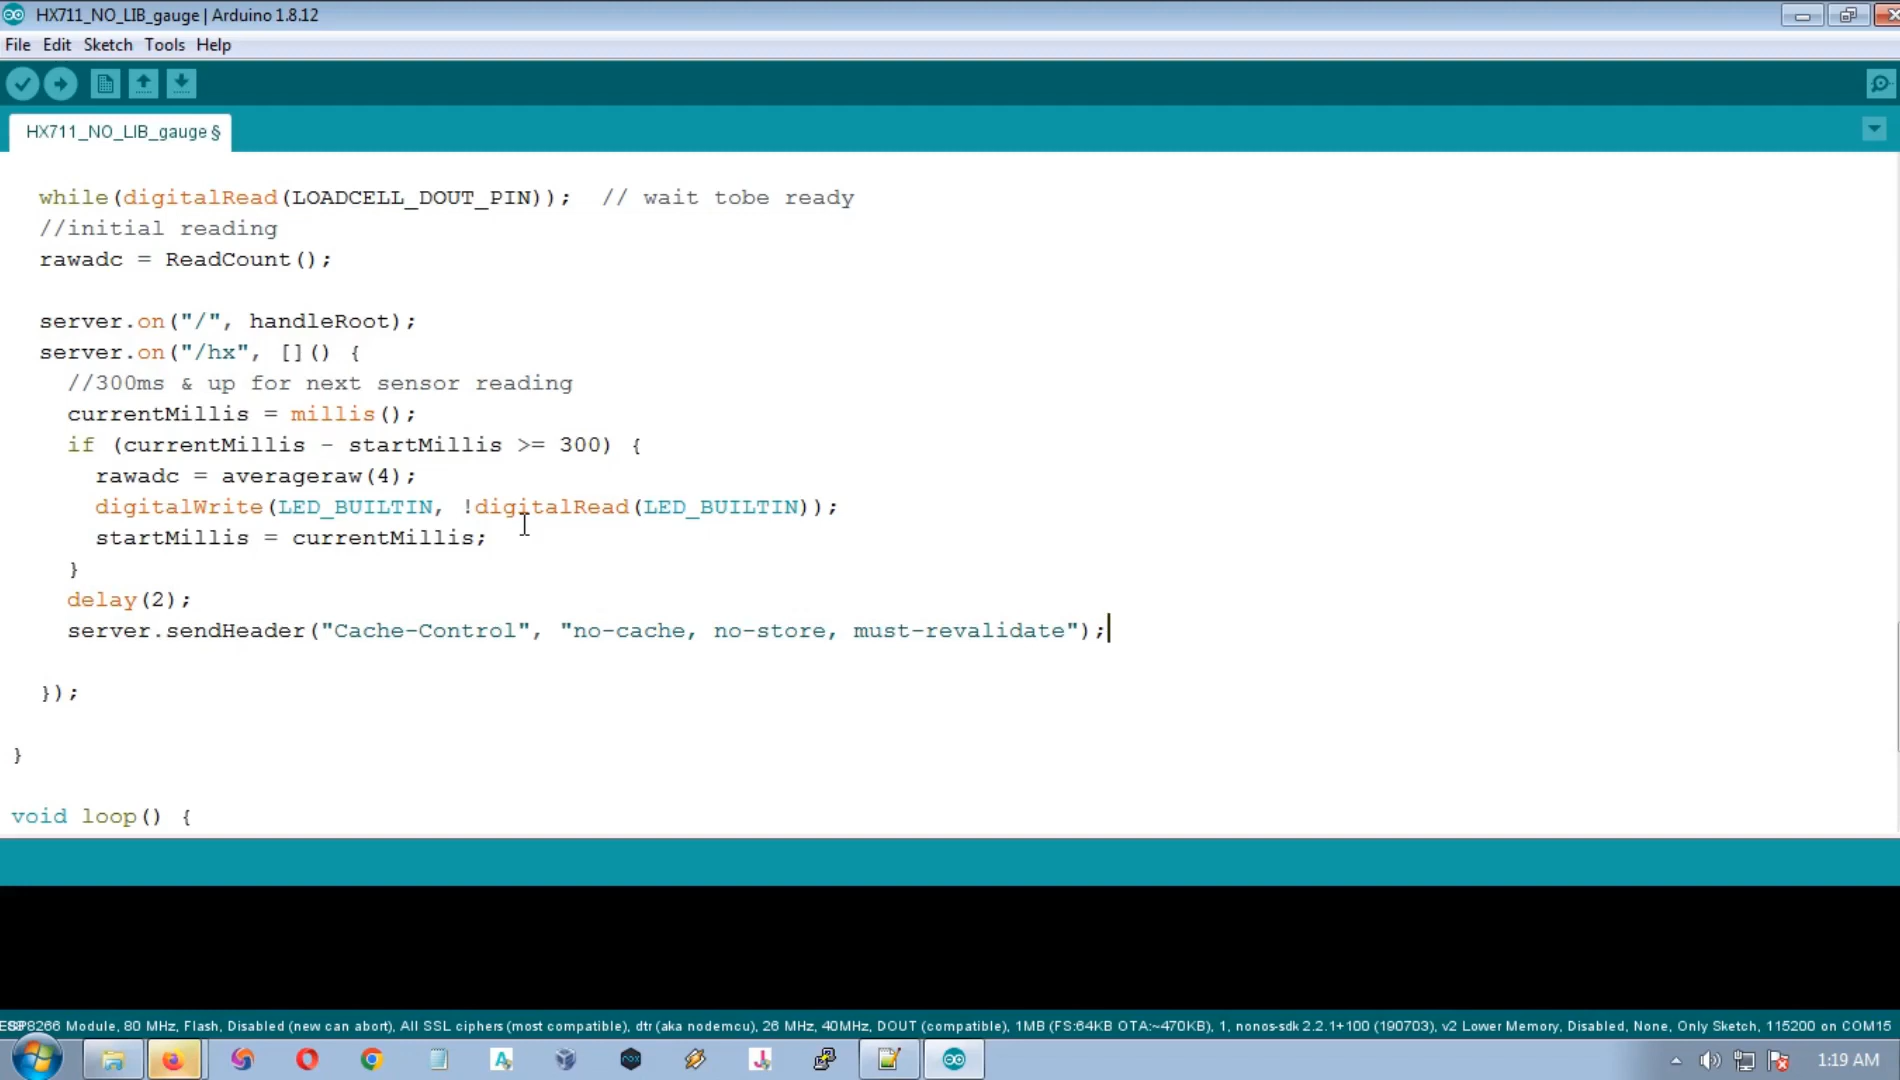 HX711_NO_LIB_gauge | Arduino 1.8.12
File Edit Sketch Tools Help
HX711_NO_LIB_gauge §
while(digitalRead(LOADCELL_DOUT_PIN));  // wait tobe ready
//initial reading
rawadc = ReadCount();
server.on("/", handleRoot);
server.on("/hx", []() {
//300ms & up for next sensor reading
currentMillis = millis();
if (currentMillis - startMillis >= 300) {
rawadc = averageraw(4);
digitalWrite(LED_BUILTIN, !digitalRead(LED_BUILTIN));
startMillis = currentMillis;
}
delay(2);
server.sendHeader("Cache-Control", "no-cache, no-store, must-revalidate");
});
}
void loop() {
Module, 80 MHz, Flash, Disabled (new can abort), All SSL ciphers (most compatible), dtr (aka nodemcu), 26 MHz, 40MHz, DOUT (compatible), 1MB (FS:64KB OTA:~470KB), 1, nonos-sdk 2.2.1+100 (190703), v2 Lower Memory, Disabled, None, Only Sketch, 115200 on COM15
1:19 AM